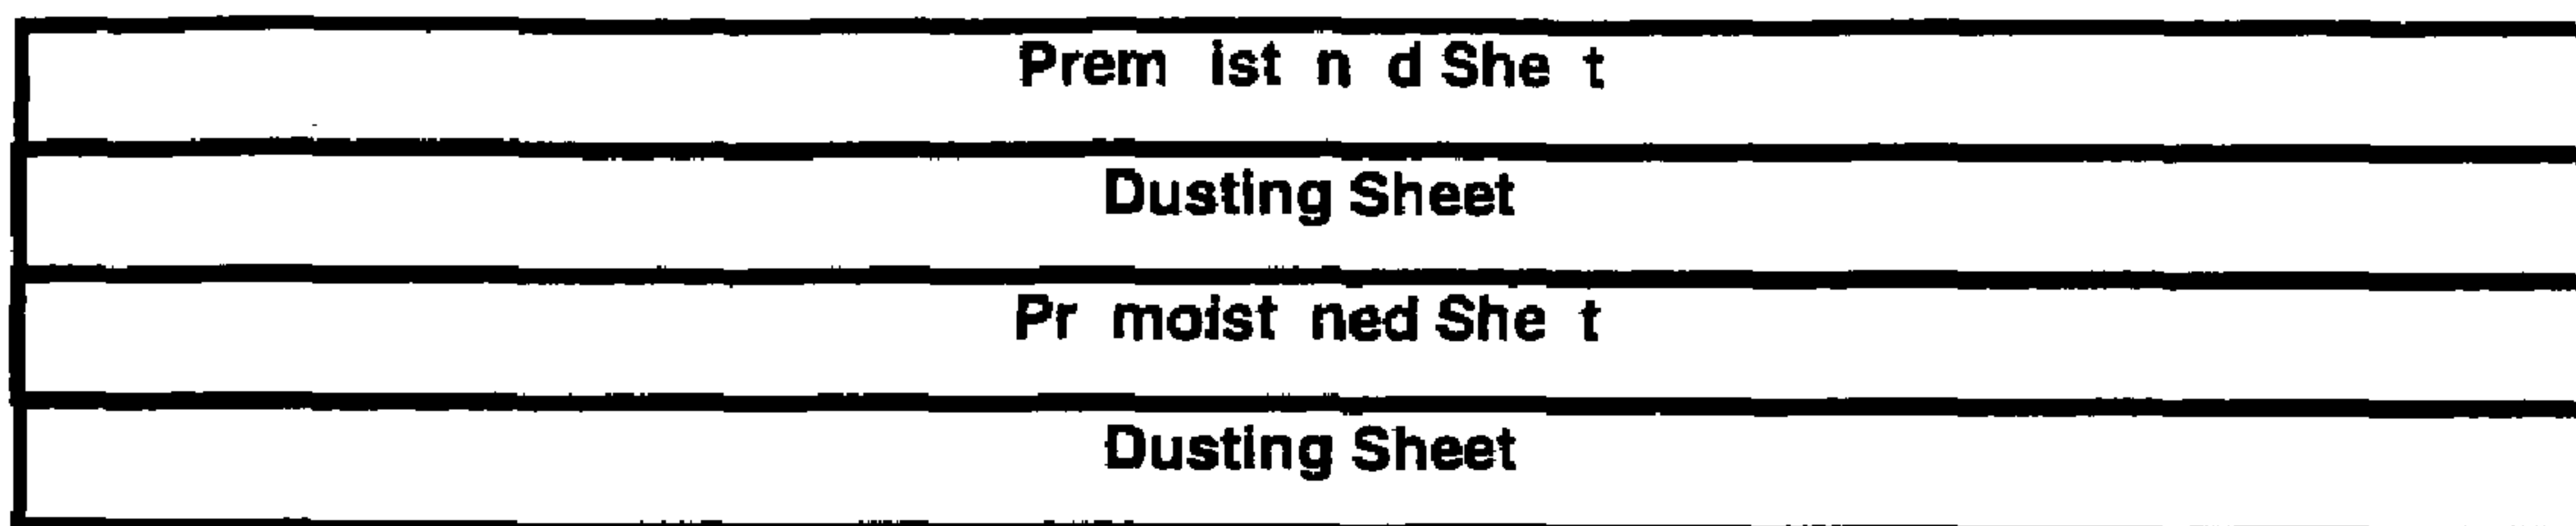 Prem ist n d She t
Dusting Sheet
Pr moist ned She t
Dusting Sheet